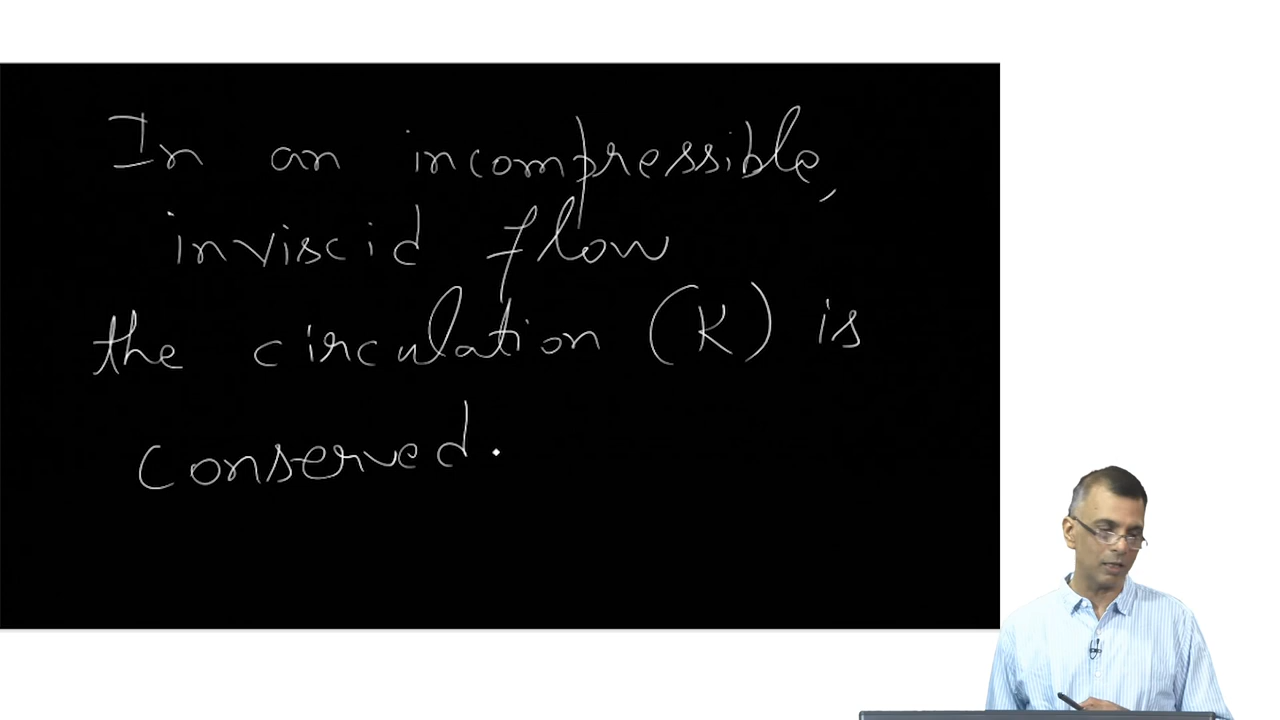 In an incompressible,
inviscid flow
the circulation (K) is
conserved.